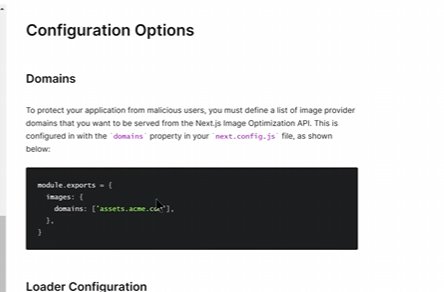 Configuration Options
Domains
To protect your application from malicious users, you must define a list of image provider
domains that you want to be served from the Next.js Image Optimization API. This is
configured in with the `domains` property in your `next.config.js` file, as shown
below:
module.exports = {
images: {
domains: ['assets.acme.co
},
}
Loader Configuration